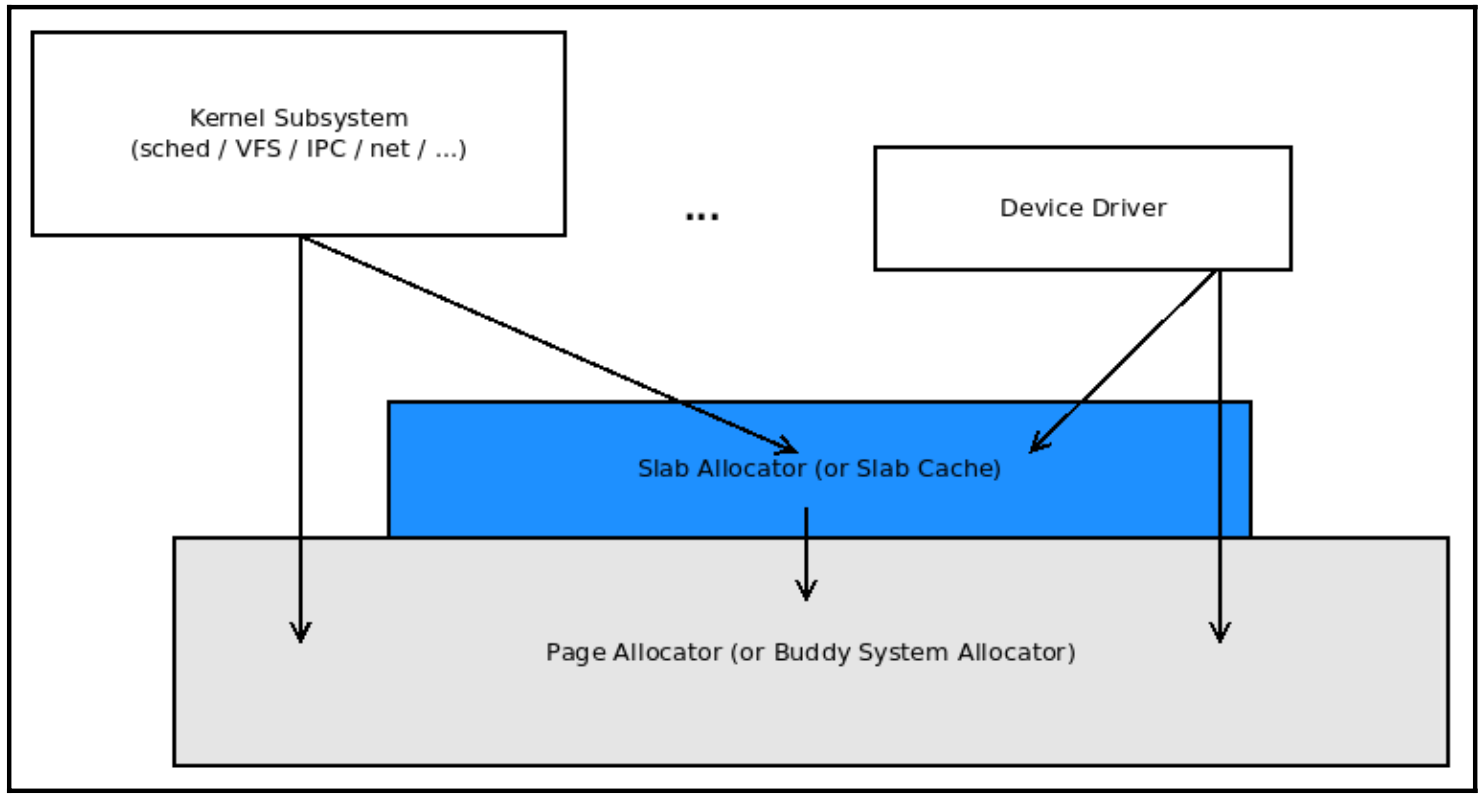 Kernel Subsystem
(sched / VFS / IPC / net / ...)
...
Device Driver
Slab Allocator (or Slab Cache)
Page Allocator (or Buddy System Allocator)